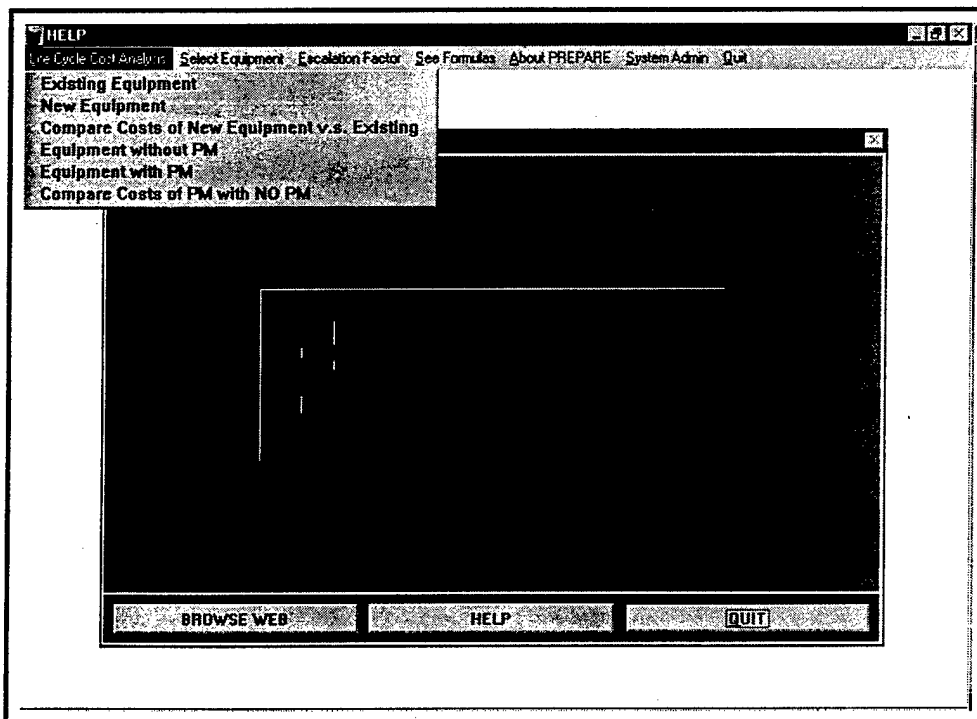 HELP
Life Cycle Cost Analysis Select Equipment Escalation Factor See Formulas About PREPARE System Admin Quit
Existing Equipment
New Equipment
Compare Costs of New Equipment v.s. Existing
Equipment without PM
Equipment with PM
Compare Costs of PM with NO PM
BROWSE WEB HELP QUIT